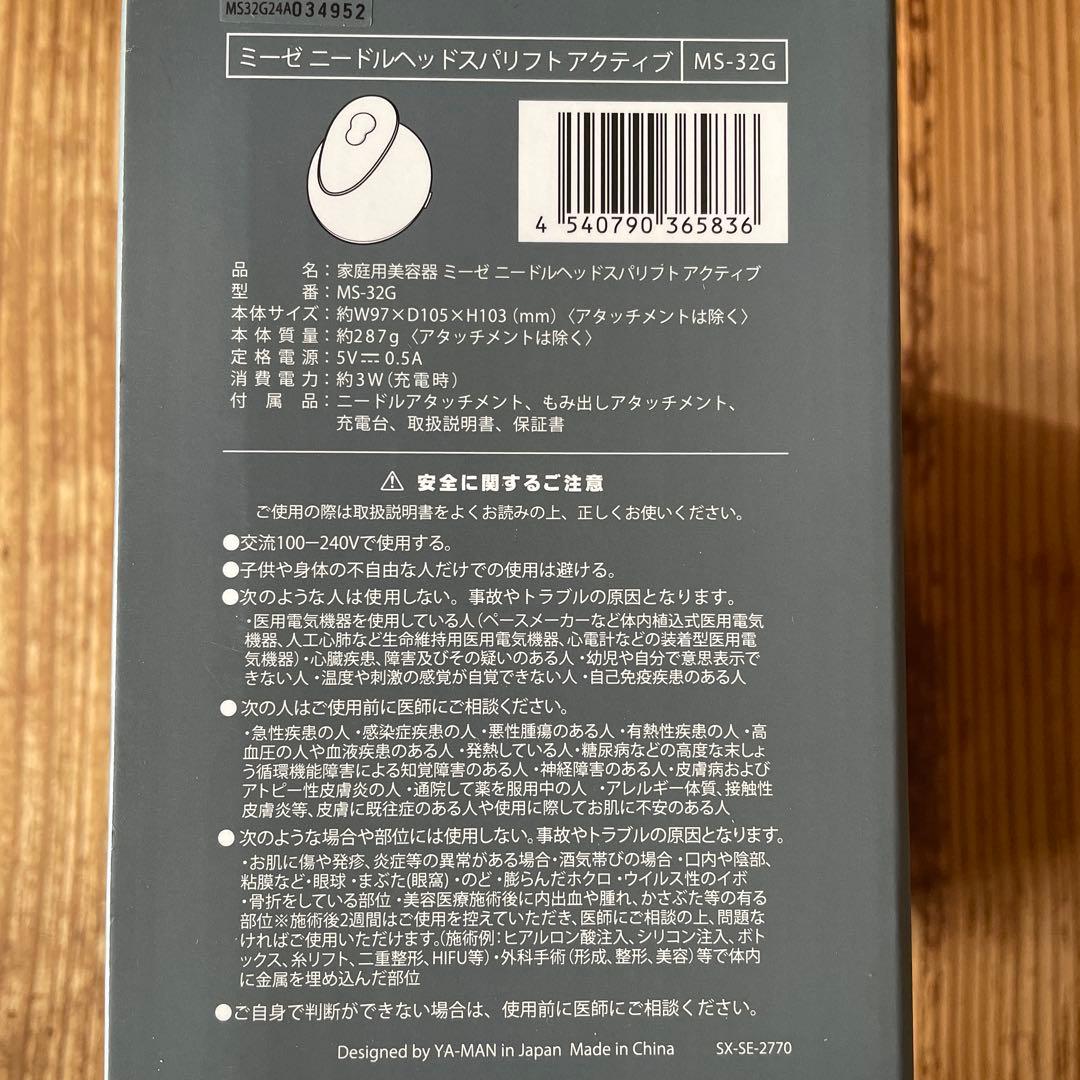 MS32G24A034952
ミーゼ ニードルヘッドスパリフト アクティブ MS-32G
4 540790 365836
品名：家庭用美容器 ミーゼ ニードルヘッドスパリフト アクティブ
型番：MS-32G
本体サイズ：約W97×D105×H103（mm）〈アタッチメントは除く〉
本体質量：約287g〈アタッチメントは除く〉
定格電源：5V⎓0.5A
消費電力：約3W（充電時）
付属品：ニードルアタッチメント、もみ出しアタッチメント、
充電台、取扱説明書、保証書
⚠ 安全に関するご注意
ご使用の際は取扱説明書をよくお読みの上、正しくお使いください。
●交流100−240Vで使用する。
●子供や身体の不自由な人だけでの使用は避ける。
●次のような人は使用しない。事故やトラブルの原因となります。
・医用電気機器を使用している人（ペースメーカーなど体内植込式医用電気
機器、人工心肺など生命維持用医用電気機器、心電計などの装着型医用電
気機器）・心臓疾患、障害及びその疑いのある人・幼児や自分で意思表示で
きない人・温度や刺激の感覚が自覚できない人・自己免疫疾患のある人
●次の人はご使用前に医師にご相談ください。
・急性疾患の人・感染症疾患の人・悪性腫瘍のある人・有熱性疾患の人・高
血圧の人や血液疾患のある人・発熱している人・糖尿病などの高度な末しょ
う循環機能障害による知覚障害のある人・神経障害のある人・皮膚病および
アトピー性皮膚炎の人・通院して薬を服用中の人 ・アレルギー体質、接触性
皮膚炎等、皮膚に既往症のある人や使用に際してお肌に不安のある人
●次のような場合や部位には使用しない。事故やトラブルの原因となります。
・お肌に傷や発疹、炎症等の異常がある場合・酒気帯びの場合・口内や陰部、
粘膜など・眼球・まぶた(眼窩)・のど・膨らんだホクロ・ウイルス性のイボ
・骨折をしている部位・美容医療施術後に内出血や腫れ、かさぶた等の有る
部位※施術後2週間はご使用を控えていただき、医師にご相談の上、問題な
ければご使用いただけます。（施術例：ヒアルロン酸注入、シリコン注入、ボト
ックス、糸リフト、二重整形、HIFU等）・外科手術（形成、整形、美容）等で体内
に金属を埋め込んだ部位
●ご自身で判断ができない場合は、使用前に医師にご相談ください。
Designed by YA-MAN in Japan Made in China SX-SE-2770